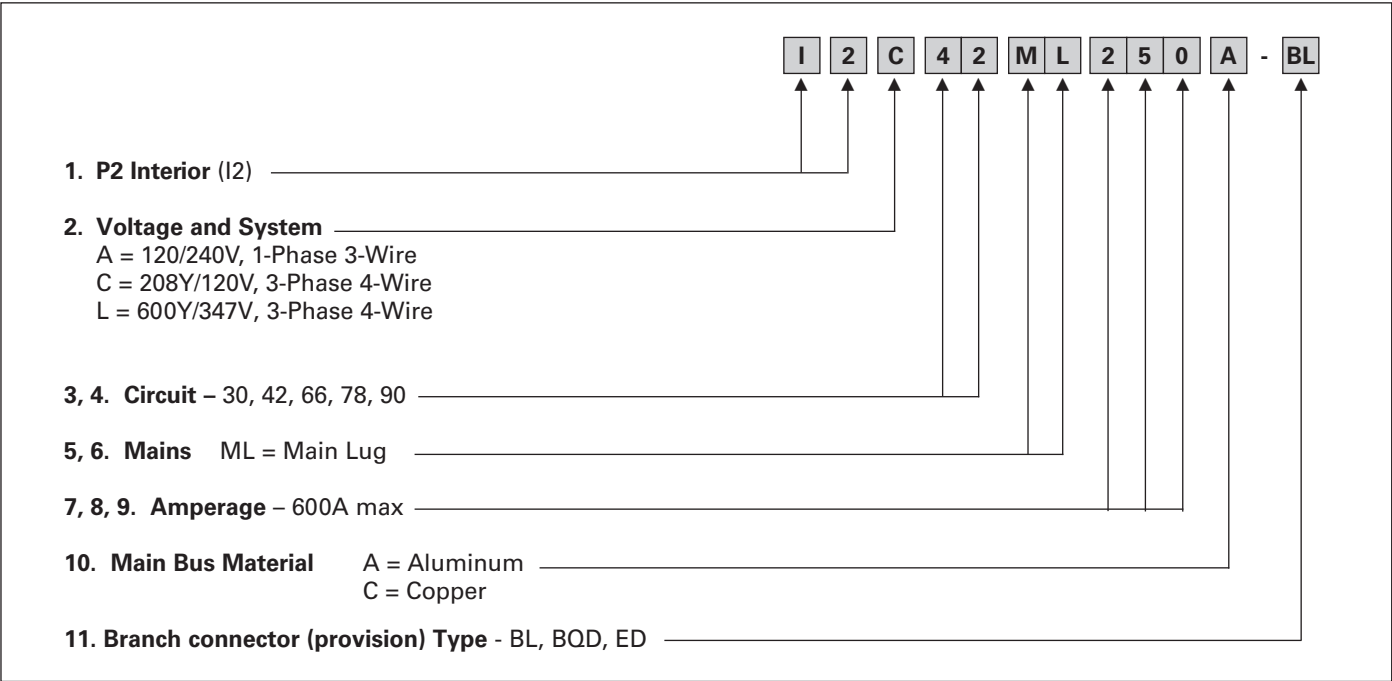 I 2 C 4 2 M L 2 5 0 A - BL
1. P2 Interior (I2)
2. Voltage and System
A = 120/240V, 1-Phase 3-Wire
C = 208Y/120V, 3-Phase 4-Wire
L = 600Y/347V, 3-Phase 4-Wire
3, 4. Circuit – 30, 42, 66, 78, 90
5, 6. Mains ML = Main Lug
7, 8, 9. Amperage – 600A max
10. Main Bus Material A = Aluminum
C = Copper
11. Branch connector (provision) Type - BL, BQD, ED